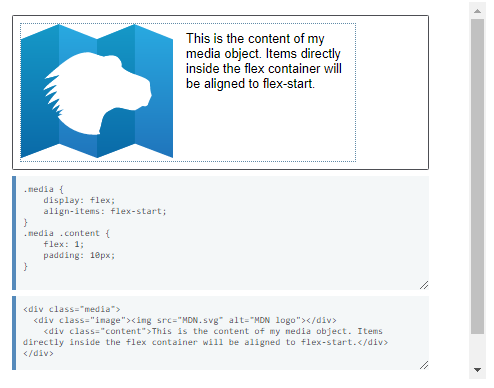 This is the content of my
media object. Items directly
inside the flex container will
be aligned to flex-start.
.media {
    display: flex;
    align-items: flex-start;
}
.media .content {
    flex: 1;
    padding: 10px;
}
<div class="media">
  <div class="image"><img src="MDN.svg" alt="MDN logo"></div>
    <div class="content">This is the content of my media object. Items
directly inside the flex container will be aligned to flex-start.</div>
</div>